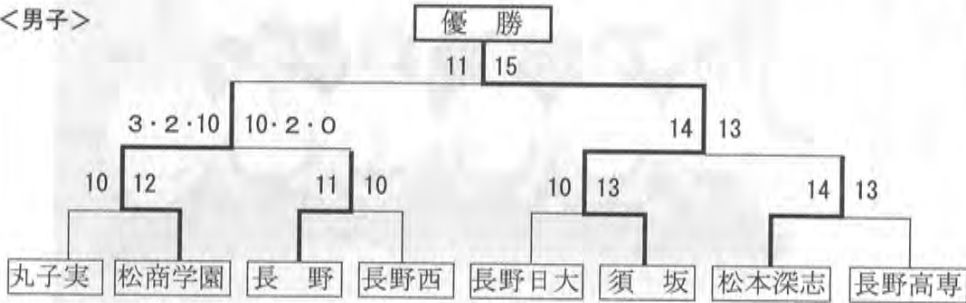 <男子>
優 勝
11 15
3・2・10 10・2・0 14 13
10 12 11 10 10 13 14 13
丸子実 松商学園 長 野 長野西 長野日大 須 坂 松本深志 長野高専